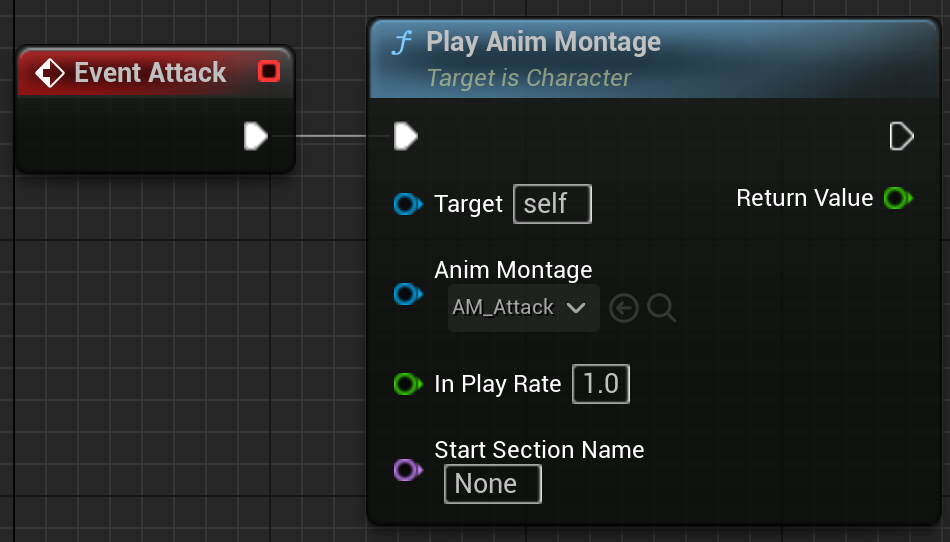 Event Attack
f Play Anim Montage
Target is Character
Target self
Return Value
Anim Montage
AM_Attack
In Play Rate 1.0
Start Section Name
None